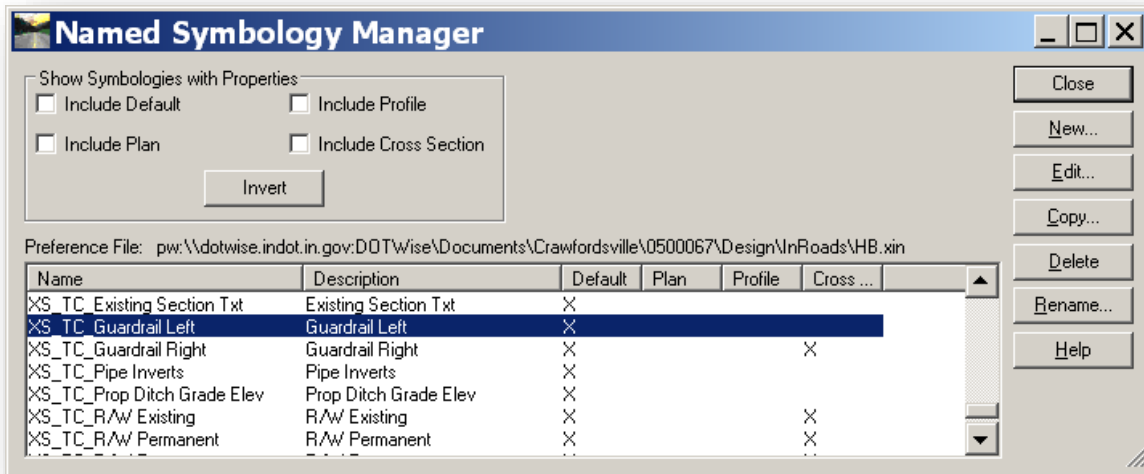 Named Symbology Manager
Show Symbologies with Properties
Include Default Include Profile
Include Plan Include Cross Section
Invert
Close
New...
Edit...
Copy...
Delete
Rename...
Help
Preference File: pw:\\dotwise.indot.in.gov:DOTWise\Documents\Crawfordsville\0500067\Design\InRoads\HB.xin
Name Description Default Plan Profile Cross ...
XS_TC_Existing Section Txt Existing Section Txt X
XS_TC_Guardrail Left Guardrail Left X
XS_TC_Guardrail Right Guardrail Right X X
XS_TC_Pipe Inverts Pipe Inverts X
XS_TC_Prop Ditch Grade Elev Prop Ditch Grade Elev X
XS_TC_R/W Existing R/W Existing X X
XS_TC_R/W Permanent R/W Permanent X X